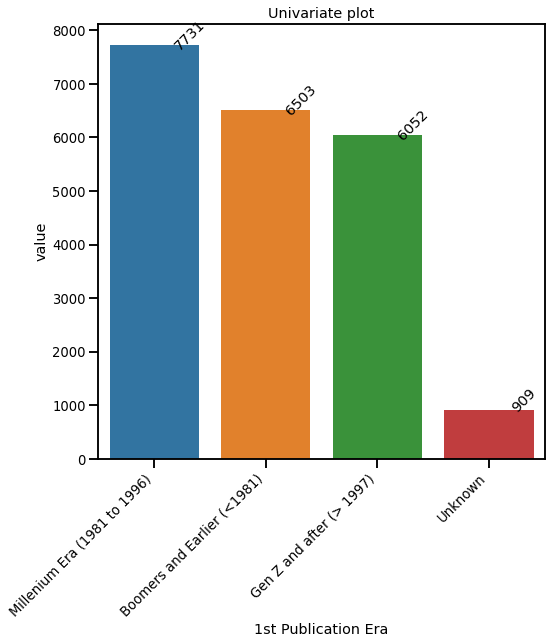 Univariate plot
value
8000
7000
6000
5000
4000
3000
2000
1000
0
7731
6503
6052
909
Millenium Era (1981 to 1996)
Boomers and Earlier (<1981)
Gen Z and after (> 1997)
Unknown
1st Publication Era